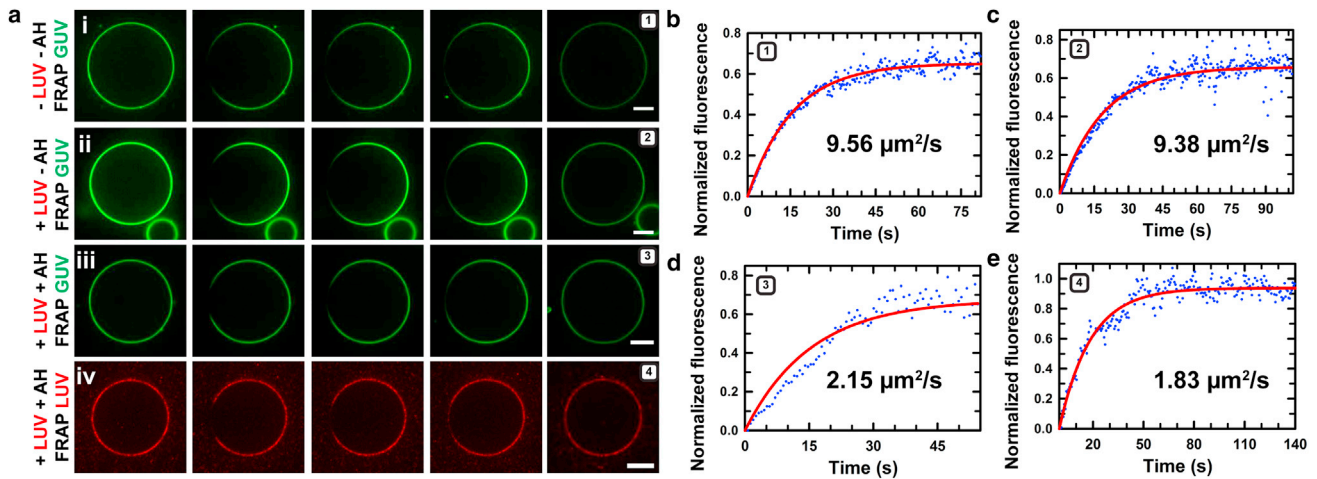 a
- LUV - AH
FRAP GUV
i
1
+ LUV - AH
FRAP GUV
ii
2
+ LUV + AH
FRAP GUV
iii
3
+ LUV + AH
FRAP LUV
iv
4
b
1
Normalized fluorescence
0.8
0.6
0.4
0.2
0.0
9.56 µm²/s
0 15 30 45 60 75
Time (s)
c
2
Normalized fluorescence
0.8
0.6
0.4
0.2
0.0
9.38 µm²/s
0 15 30 45 60 75 90
Time (s)
d
3
Normalized fluorescence
0.8
0.6
0.4
0.2
0.0
2.15 µm²/s
0 15 30 45
Time (s)
e
4
Normalized fluorescence
1.0
0.8
0.6
0.4
0.2
0.0
1.83 µm²/s
20 50 80 110 140
Time (s)